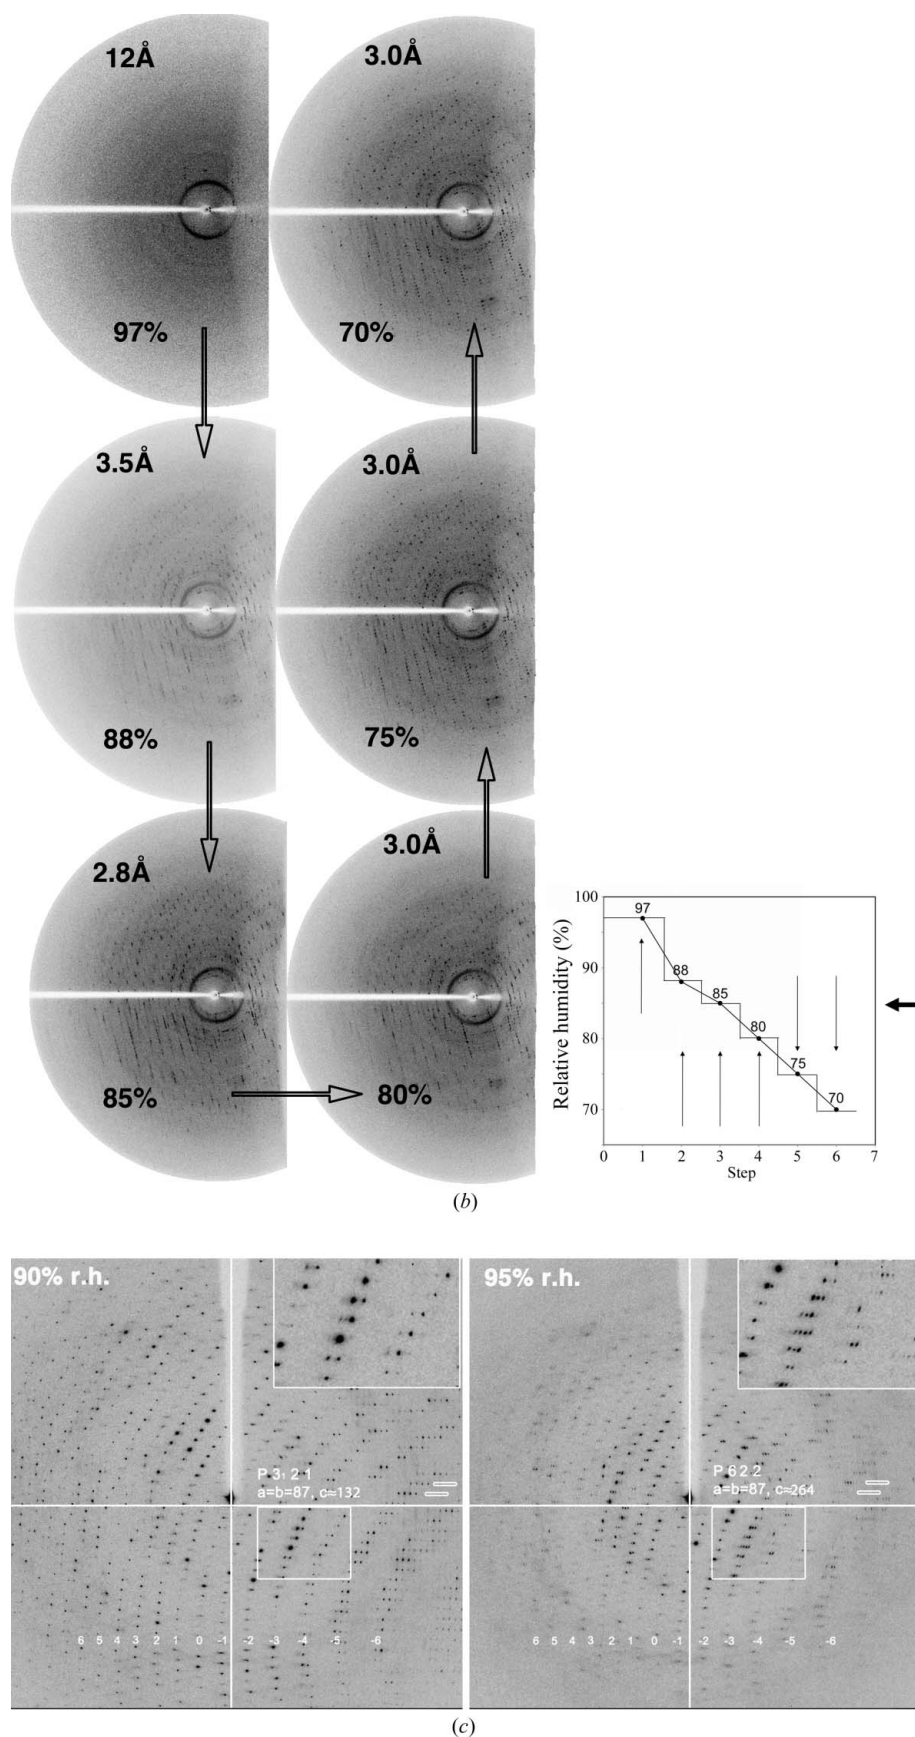 12Å
3.0Å
97%
70%
3.5Å
3.0Å
88%
75%
2.8Å
3.0Å
85%
80%
Relative humidity (%)
100
90
80
70
97
88
85
80
75
70
0 1 2 3 4 5 6 7
Step
(b)
90% r.h.
P 3₁ 2 1
a=b=87, c≈132
6 5 4 3 2 1 0 -1 -2 -3 -4 -5 -6
95% r.h.
P 6 2 2
a=b=87, c≈264
6 5 4 3 2 1 0 -1 -2 -3 -4 -5 -6
(c)